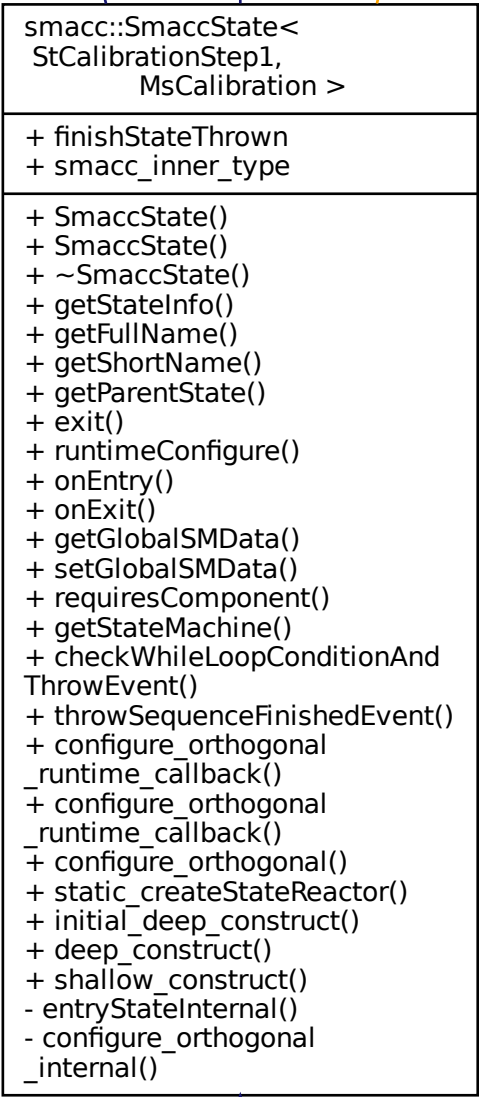 smacc::SmaccState<
StCalibrationStep1,
MsCalibration >
+ finishStateThrown
+ smacc_inner_type
+ SmaccState()
+ SmaccState()
+ ~SmaccState()
+ getStateInfo()
+ getFullName()
+ getShortName()
+ getParentState()
+ exit()
+ runtimeConfigure()
+ onEntry()
+ onExit()
+ getGlobalSMData()
+ setGlobalSMData()
+ requiresComponent()
+ getStateMachine()
+ checkWhileLoopConditionAnd
ThrowEvent()
+ throwSequenceFinishedEvent()
+ configure_orthogonal
_runtime_callback()
+ configure_orthogonal
_runtime_callback()
+ configure_orthogonal()
+ static_createStateReactor()
+ initial_deep_construct()
+ deep_construct()
+ shallow_construct()
- entryStateInternal()
- configure_orthogonal
_internal()